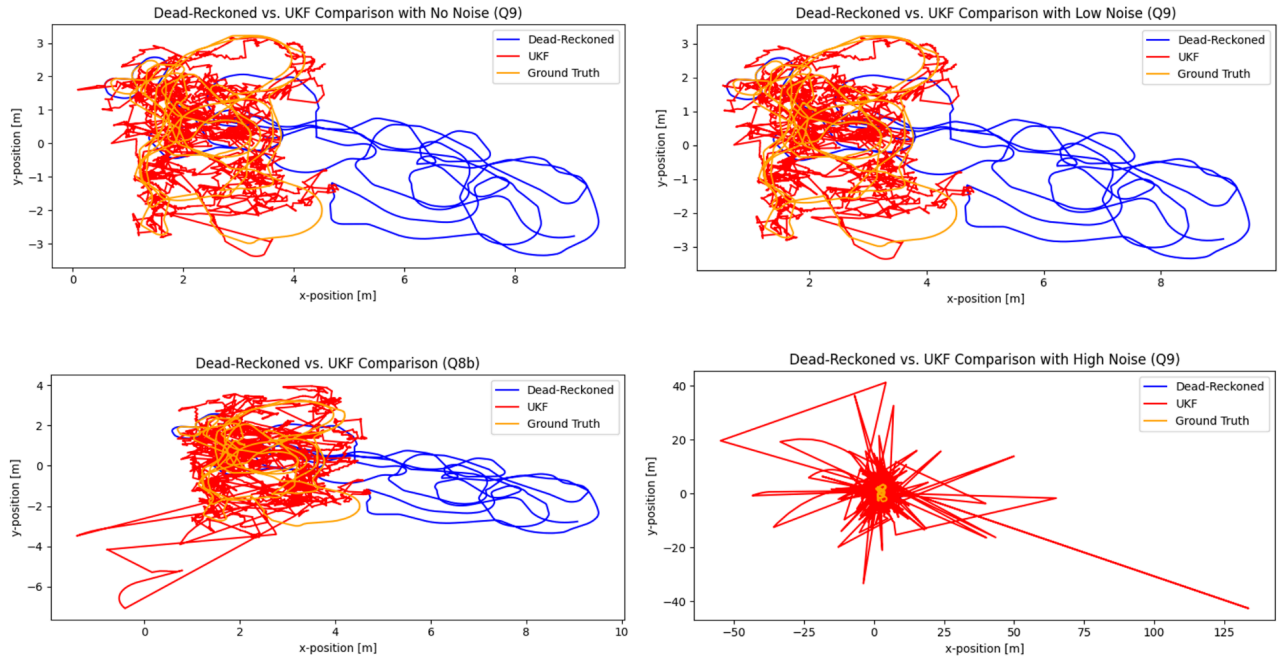 Dead-Reckoned vs. UKF Comparison with No Noise (Q9)
Dead-Reckoned
UKF
Ground Truth
y-position [m]
3
2
1
0
−1
−2
−3
0 2 4 6 8
x-position [m]
Dead-Reckoned vs. UKF Comparison with Low Noise (Q9)
Dead-Reckoned
UKF
Ground Truth
y-position [m]
3
2
1
0
−1
−2
−3
2 4 6 8
x-position [m]
Dead-Reckoned vs. UKF Comparison (Q8b)
Dead-Reckoned
UKF
Ground Truth
y-position [m]
4
2
0
−2
−4
−6
0 2 4 6 8 10
x-position [m]
Dead-Reckoned vs. UKF Comparison with High Noise (Q9)
Dead-Reckoned
UKF
Ground Truth
y-position [m]
40
20
0
−20
−40
−50 −25 0 25 50 75 100 125
x-position [m]